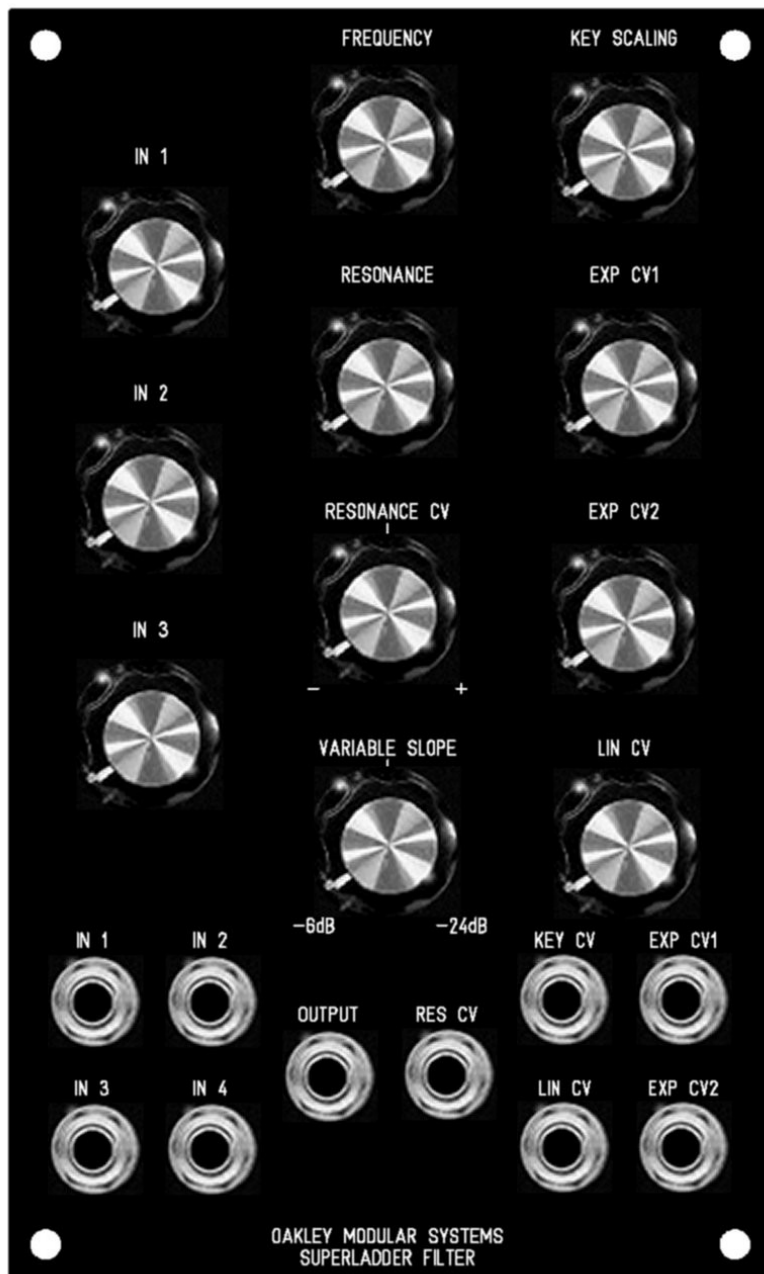 FREQUENCY
KEY SCALING
IN 1
RESONANCE
EXP CV1
IN 2
RESONANCE CV
EXP CV2
IN 3
- +
VARIABLE SLOPE
LIN CV
-6dB
-24dB
IN 1
IN 2
KEY CV
EXP CV1
OUTPUT
RES CV
IN 3
IN 4
LIN CV
EXP CV2
OAKLEY MODULAR SYSTEMS
SUPERLADDER FILTER